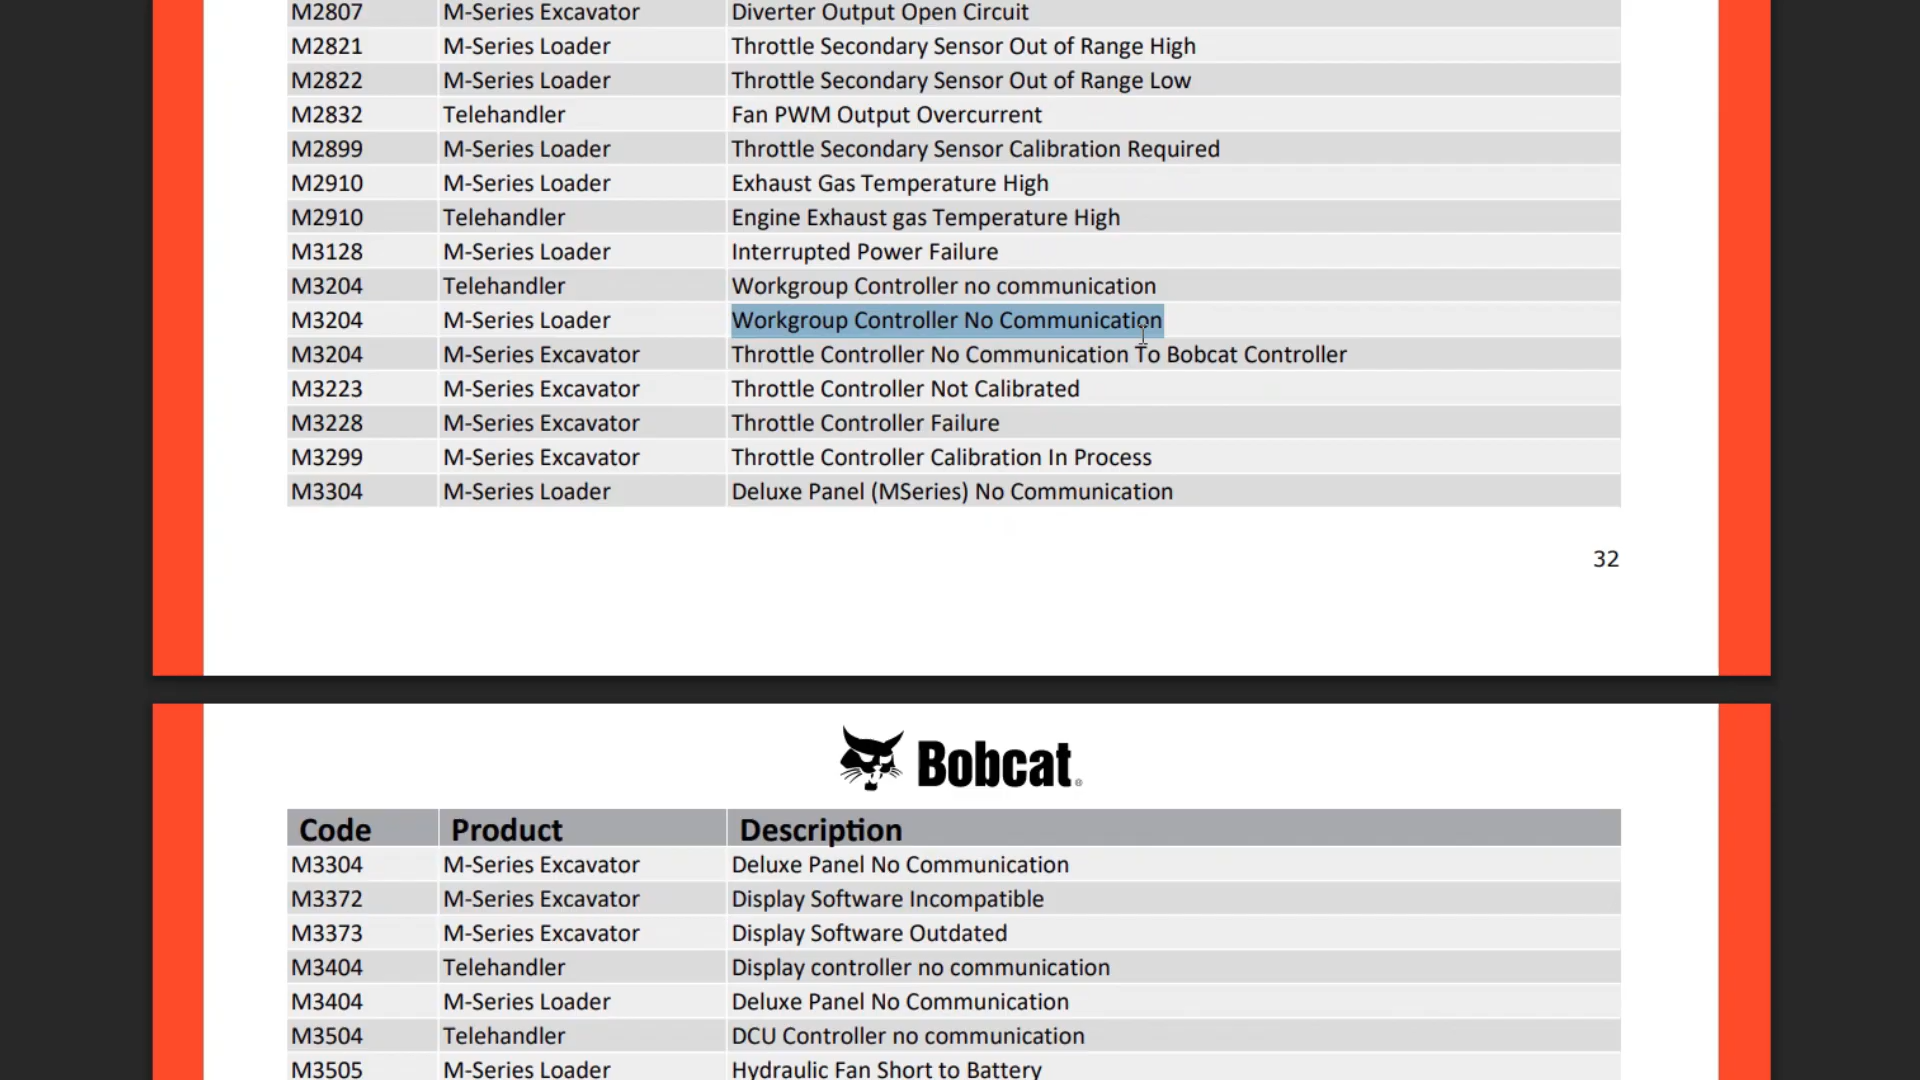 M2807 M-Series Excavator Diverter Output Open Circuit
M2821 M-Series Loader Throttle Secondary Sensor Out of Range High
M2822 M-Series Loader Throttle Secondary Sensor Out of Range Low
M2832 Telehandler Fan PWM Output Overcurrent
M2899 M-Series Loader Throttle Secondary Sensor Calibration Required
M2910 M-Series Loader Exhaust Gas Temperature High
M2910 Telehandler Engine Exhaust gas Temperature High
M3128 M-Series Loader Interrupted Power Failure
M3204 Telehandler Workgroup Controller no communication
M3204 M-Series Loader Workgroup Controller No Communication
M3204 M-Series Excavator Throttle Controller No Communication To Bobcat Controller
M3223 M-Series Excavator Throttle Controller Not Calibrated
M3228 M-Series Excavator Throttle Controller Failure
M3299 M-Series Excavator Throttle Controller Calibration In Process
M3304 M-Series Loader Deluxe Panel (MSeries) No Communication
32
Bobcat®
Code Product Description
M3304 M-Series Excavator Deluxe Panel No Communication
M3372 M-Series Excavator Display Software Incompatible
M3373 M-Series Excavator Display Software Outdated
M3404 Telehandler Display controller no communication
M3404 M-Series Loader Deluxe Panel No Communication
M3504 Telehandler DCU Controller no communication
M3505 M-Series Loader Hydraulic Fan Short to Battery